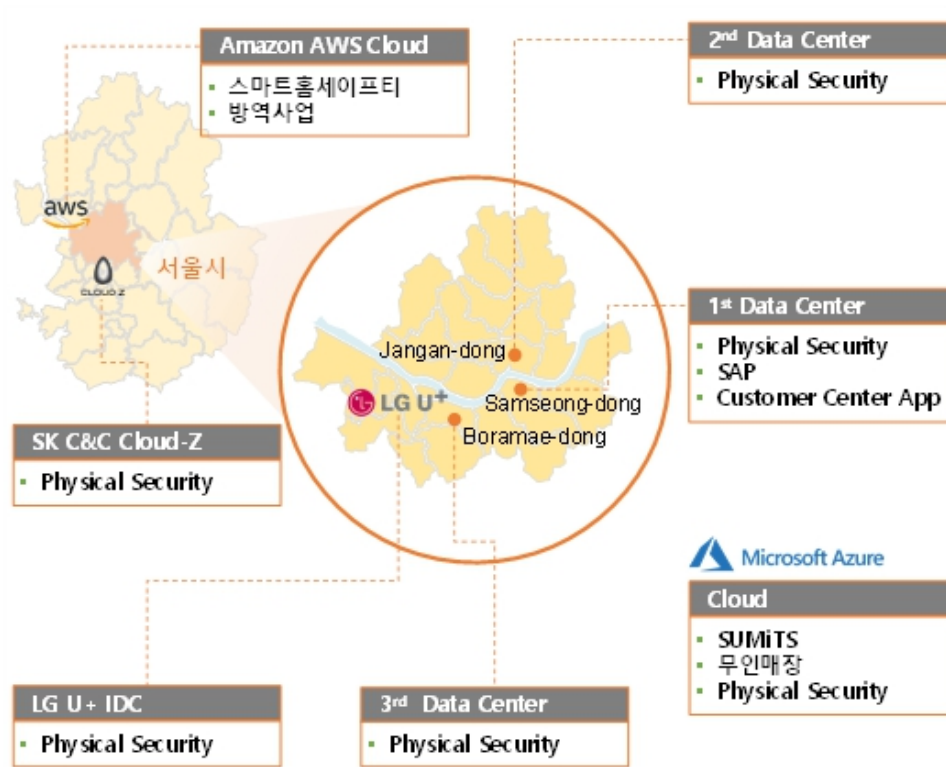 Amazon AWS Cloud
스마트홈세이프티
방역사업
2nd Data Center
Physical Security
aws
CLOUD Z
서울시
Jangan-dong
LG U+
Samseong-dong
Boramae-dong
1st Data Center
Physical Security
SAP
Customer Center App
SK C&C Cloud-Z
Physical Security
Microsoft Azure
Cloud
SUMiTS
무인매장
Physical Security
LG U+ IDC
Physical Security
3rd Data Center
Physical Security